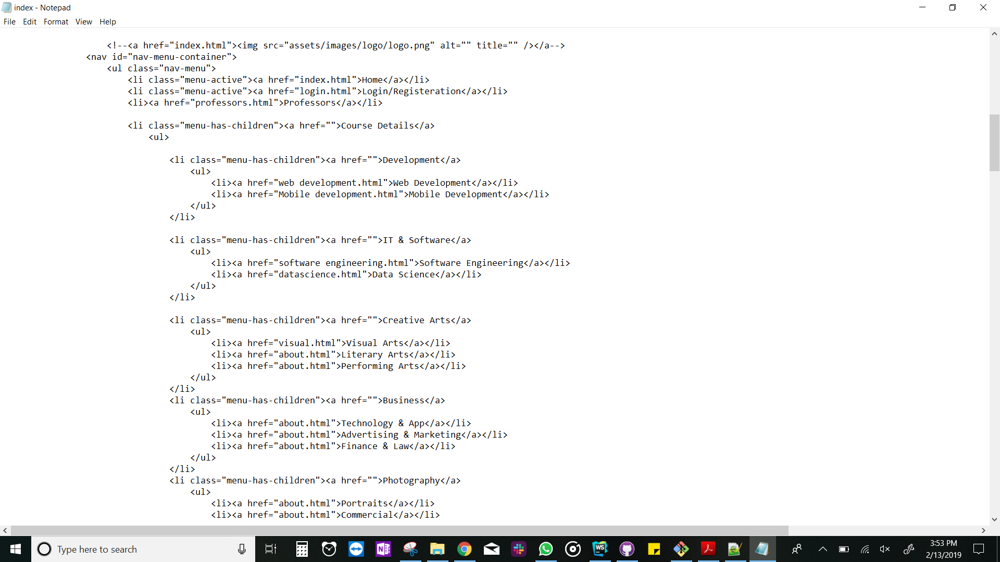 index - Notepad
File Edit Format View Help
<!--<a href="index.html"><img src="assets/images/logo/logo.png" alt="" title="" /></a-->
<nav id="nav-menu-container">
<ul class="nav-menu">
<li class="menu-active"><a href="index.html">Home</a></li>
<li class="menu-active"><a href="login.html">Login/Registeration</a></li>
<li><a href="professors.html">Professors</a></li>
<li class="menu-has-children"><a href="">Course Details</a>
<ul>
<li class="menu-has-children"><a href="">Development</a>
<ul>
<li><a href="web development.html">Web Development</a></li>
<li><a href="Mobile development.html">Mobile Development</a></li>
</ul>
</li>
<li class="menu-has-children"><a href="">IT & Software</a>
<ul>
<li><a href="software engineering.html">Software Engineering</a></li>
<li><a href="datascience.html">Data Science</a></li>
</ul>
</li>
<li class="menu-has-children"><a href="">Creative Arts</a>
<ul>
<li><a href="visual.html">Visual Arts</a></li>
<li><a href="about.html">Literary Arts</a></li>
<li><a href="about.html">Performing Arts</a></li>
</ul>
</li>
<li class="menu-has-children"><a href="">Business</a>
<ul>
<li><a href="about.html">Technology & App</a></li>
<li><a href="about.html">Advertising & Marketing</a></li>
<li><a href="about.html">Finance & Law</a></li>
</ul>
</li>
<li class="menu-has-children"><a href="">Photography</a>
<ul>
<li><a href="about.html">Portraits</a></li>
<li><a href="about.html">Commercial</a></li>
Type here to search
N
WS
3:53 PM
2/13/2019